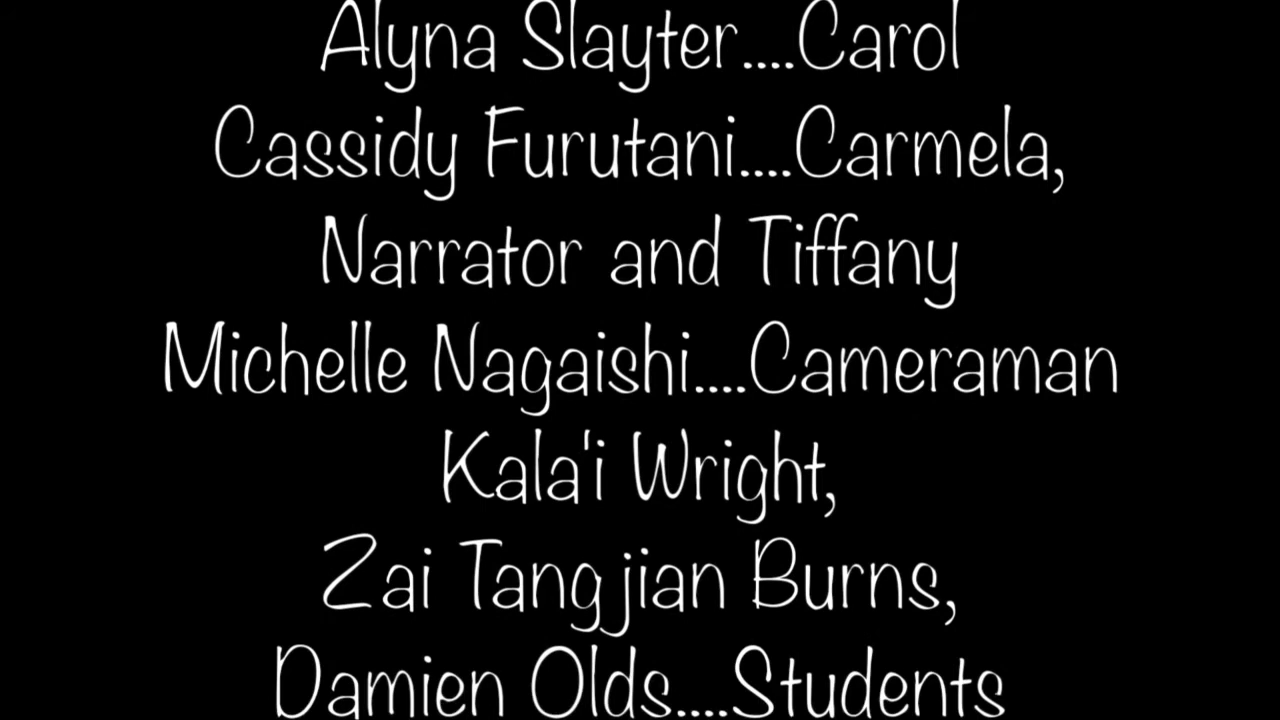 Alyna Slayter....Carol
Cassidy Furutani....Carmela,
Narrator and Tiffany
Michelle Nagaishi....Cameraman
Kala'i Wright,
Zai Tangjian Burns,
Damien Olds....Students